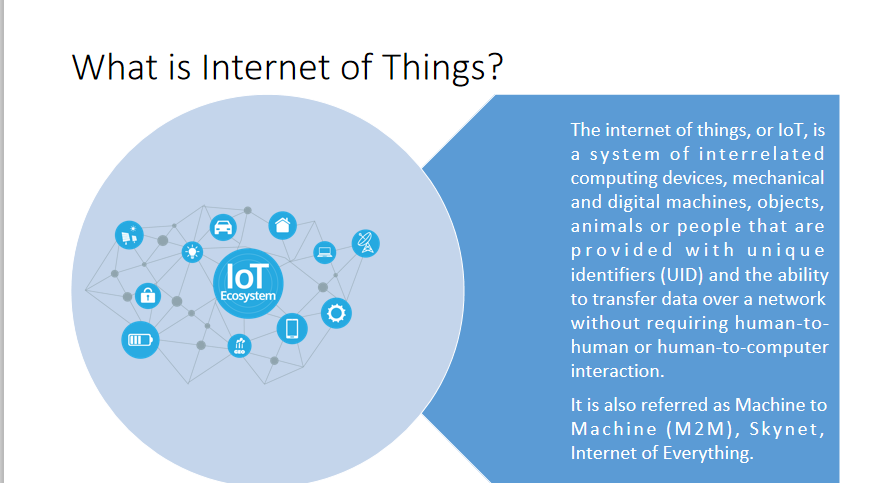 What is Internet of Things?
IoT
Ecosystem
The internet of things, or IoT, is
a system of interrelated
computing devices, mechanical
and digital machines, objects,
animals or people that are
provided with unique
identifiers (UID) and the ability
to transfer data over a network
without requiring human-to-
human or human-to-computer
interaction.
It is also referred as Machine to
Machine (M2M), Skynet,
Internet of Everything.